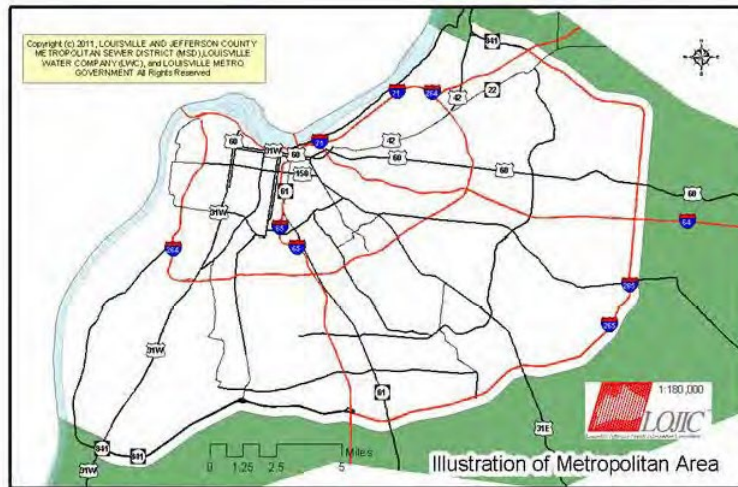 Copyright (c) 2011, LOUISVILLE AND JEFFERSON COUNTY
METROPOLITAN SEWER DISTRICT (MSD),LOUISVILLE
WATER COMPANY (LWC), and LOUISVILLE METRO
GOVERNMENT All Rights Reserved
841
71
264
42
22
60
31W
60
71
42
60
150
60
61
60
31W
65
65
64
264
265
265
31W
61
1:180,000
LOJIC
31E
841
841
31W
Miles
0 1.25 2.5 5
Illustration of Metropolitan Area